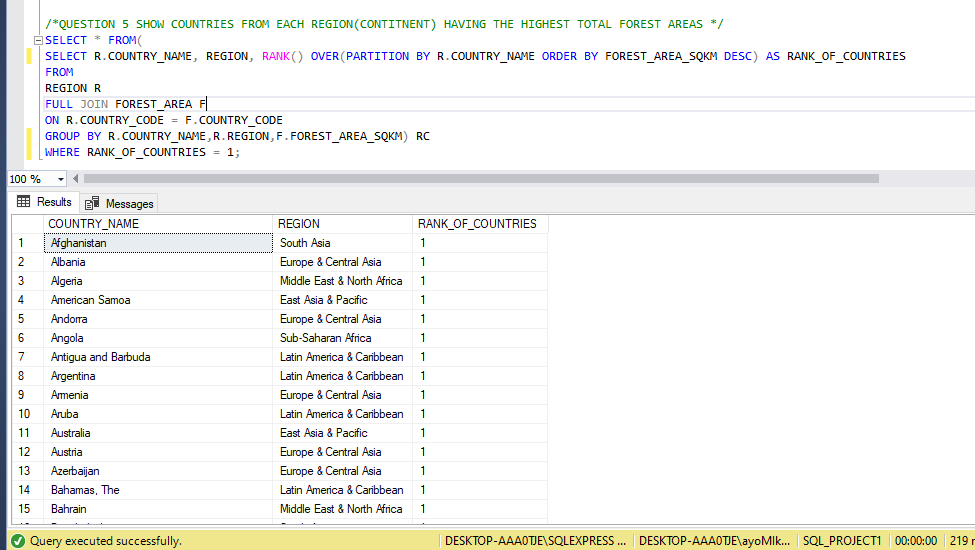 /*QUESTION 5 SHOW COUNTRIES FROM EACH REGION(CONTITNENT) HAVING THE HIGHEST TOTAL FOREST AREAS */
SELECT * FROM(
SELECT R.COUNTRY_NAME, REGION, RANK() OVER(PARTITION BY R.COUNTRY_NAME ORDER BY FOREST_AREA_SQKM DESC) AS RANK_OF_COUNTRIES
FROM
REGION R
FULL JOIN FOREST_AREA F
ON R.COUNTRY_CODE = F.COUNTRY_CODE
GROUP BY R.COUNTRY_NAME,R.REGION,F.FOREST_AREA_SQKM) RC
WHERE RANK_OF_COUNTRIES = 1;
100 %
Results Messages
COUNTRY_NAME REGION RANK_OF_COUNTRIES
1 Afghanistan South Asia 1
2 Albania Europe & Central Asia 1
3 Algeria Middle East & North Africa 1
4 American Samoa East Asia & Pacific 1
5 Andorra Europe & Central Asia 1
6 Angola Sub-Saharan Africa 1
7 Antigua and Barbuda Latin America & Caribbean 1
8 Argentina Latin America & Caribbean 1
9 Armenia Europe & Central Asia 1
10 Aruba Latin America & Caribbean 1
11 Australia East Asia & Pacific 1
12 Austria Europe & Central Asia 1
13 Azerbaijan Europe & Central Asia 1
14 Bahamas, The Latin America & Caribbean 1
15 Bahrain Middle East & North Africa 1
Query executed successfully. DESKTOP-AAA0TJE\SQLEXPRESS ... DESKTOP-AAA0TJE\ayoMIk... SQL_PROJECT1 00:00:00 219 r